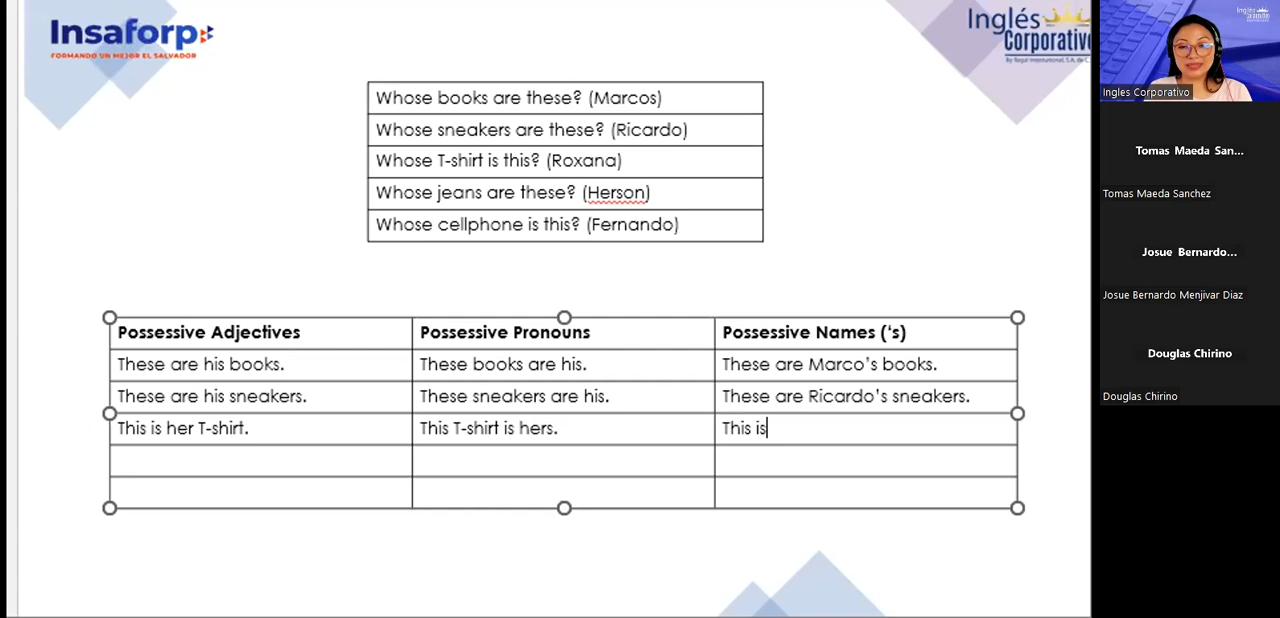 Insaforp
FORMANDO UN MEJOR EL SALVADOR
Inglés
Corporativo
Whose books are these? (Marcos)
Whose sneakers are these? (Ricardo)
Whose T-shirt is this? (Roxana)
Whose jeans are these? (Herson)
Whose cellphone is this? (Fernando)
Possessive Adjectives Possessive Pronouns Possessive Names (‘s)
These are his books. These books are his. These are Marco’s books.
These are his sneakers. These sneakers are his. These are Ricardo’s sneakers.
This is her T-shirt. This T-shirt is hers. This is
Ingles Corporativo
Tomas Maeda San...
Tomas Maeda Sanchez
Josue Bernardo...
Josue Bernardo Menjivar Diaz
Douglas Chirino
Douglas Chirino